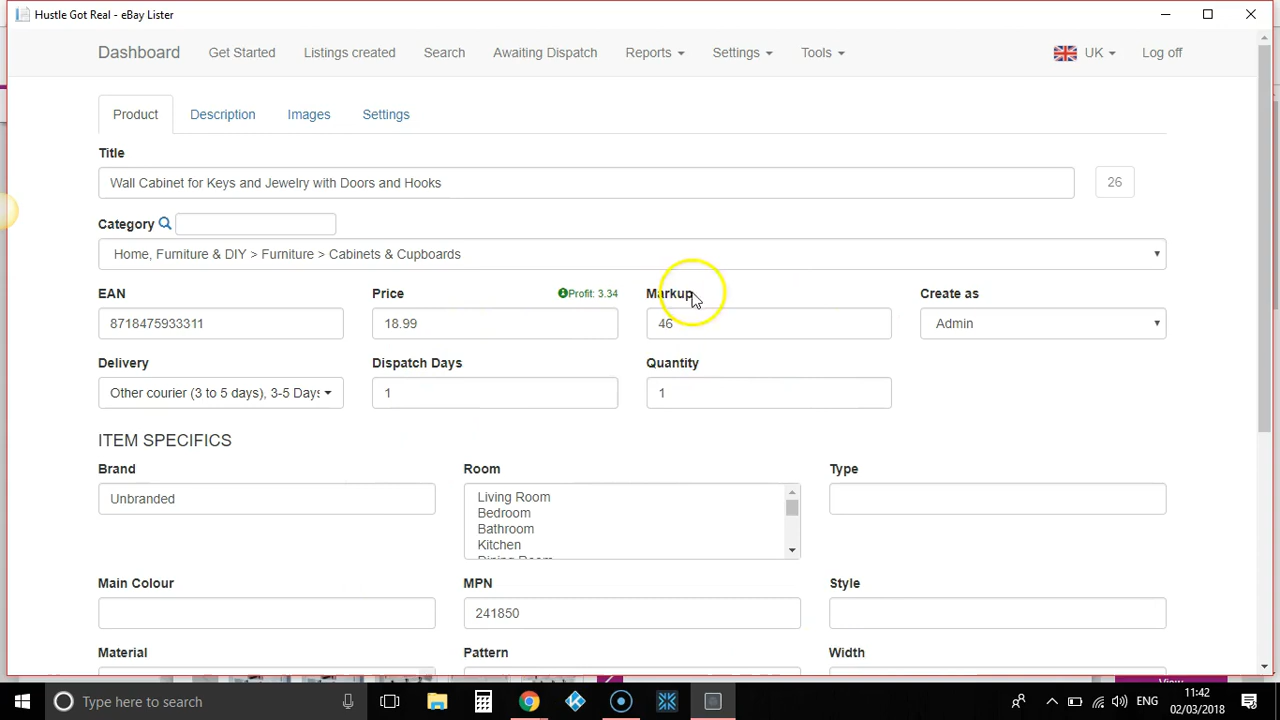 Hustle Got Real - eBay Lister
Dashboard Get Started Listings created Search Awaiting Dispatch Reports Settings Tools UK Log off
Product Description Images Settings
Title
Wall Cabinet for Keys and Jewelry with Doors and Hooks 26
Category
Home, Furniture & DIY > Furniture > Cabinets & Cupboards
EAN Price Profit: 3.34 Markup Create as
8718475933311 18.99 46 Admin
Delivery Dispatch Days Quantity
Other courier (3 to 5 days), 3-5 Days 1 1
ITEM SPECIFICS
Brand Room Type
Unbranded Living Room
Bedroom
Bathroom
Kitchen
Dining Room
Main Colour MPN Style
241850
Material Pattern Width
View
Type here to search ENG 11:42
02/03/2018